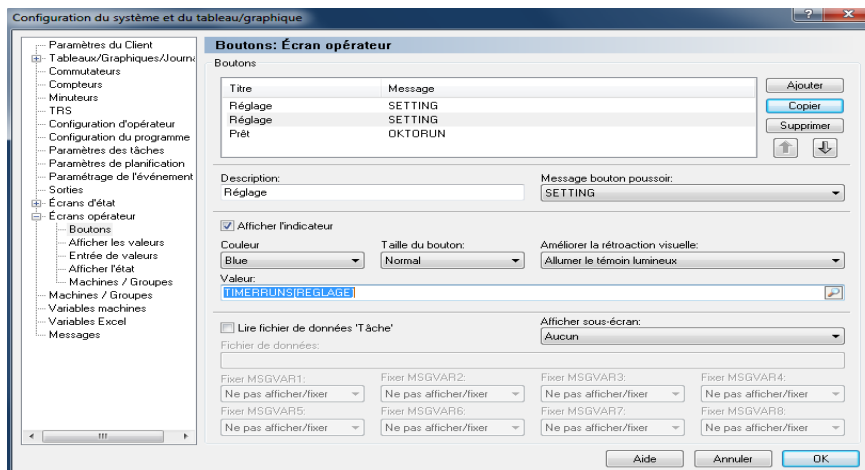 Configuration du système et du tableau/graphique
Paramètres du Client
Tableaux/Graphiques/Journa
Commutateurs
Compteurs
Minuteurs
TRS
Configuration d'opérateur
Configuration du programme
Paramètres des tâches
Paramètres de planification
Paramétrage de l'événement
Sorties
Écrans d'état
Écrans opérateur
Boutons
Afficher les valeurs
Entrée de valeurs
Afficher l'état
Machines / Groupes
Machines / Groupes
Variables machines
Variables Excel
Messages
Boutons: Écran opérateur
Boutons
Titre Message
Réglage SETTING
Réglage SETTING
Prêt OKTORUN
Ajouter
Copier
Supprimer
Description: Message bouton poussoir:
Réglage SETTING
Afficher l'indicateur
Couleur Taille du bouton: Améliorer la rétroaction visuelle:
Blue Normal Allumer le témoin lumineux
Valeur:
TIMERRUNS[REGLAGE]
Lire fichier de données 'Tâche' Afficher sous-écran:
Aucun
Fichier de données:
Fixer MSGVAR1: Fixer MSGVAR2: Fixer MSGVAR3: Fixer MSGVAR4:
Ne pas afficher/fixer Ne pas afficher/fixer Ne pas afficher/fixer Ne pas afficher/fixer
Fixer MSGVAR5: Fixer MSGVAR6: Fixer MSGVAR7: Fixer MSGVAR8:
Ne pas afficher/fixer Ne pas afficher/fixer Ne pas afficher/fixer Ne pas afficher/fixer
Aide Annuler OK